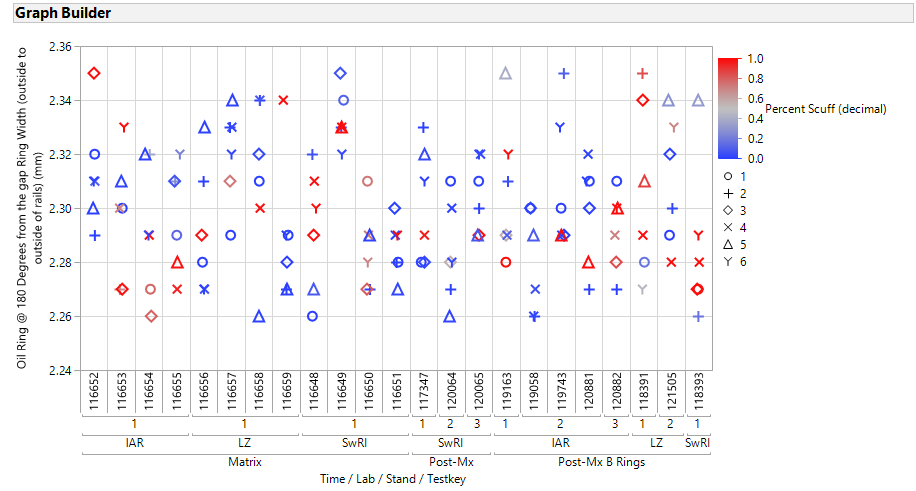 Graph Builder
Oil Ring @ 180 Degrees from the gap Ring Width (outside to
outside of rails) (mm)
2.36
2.34
2.32
2.30
2.28
2.26
2.24
116652 116653 116654 116655 116656 116657 116658 116659 116648 116649 116650 116651 117347 120064 120065 119163 119058 119743 120881 120882 118391 121505 118393
1 1 1 1 2 3 1 2 3 1 2 1
IAR LZ SwRI SwRI IAR LZ SwRI
Matrix Post-Mx Post-Mx B Rings
Time / Lab / Stand / Testkey
1.0
0.8
0.6
0.4
0.2
0.0
Percent Scuff (decimal)
1
2
3
4
5
6